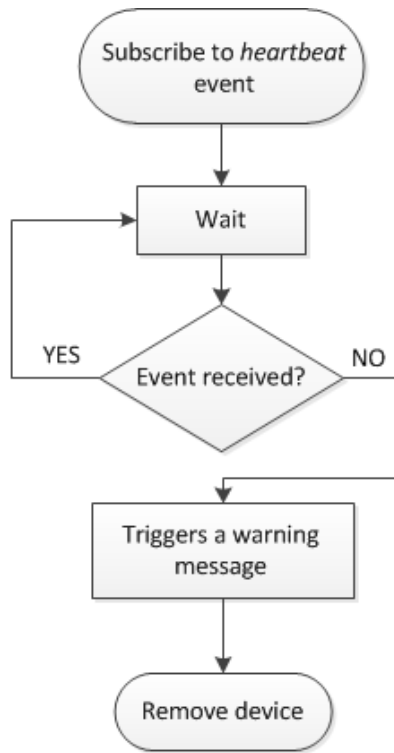 Subscribe to heartbeat
event
Wait
YES
Event received?
NO
Triggers a warning
message
Remove device